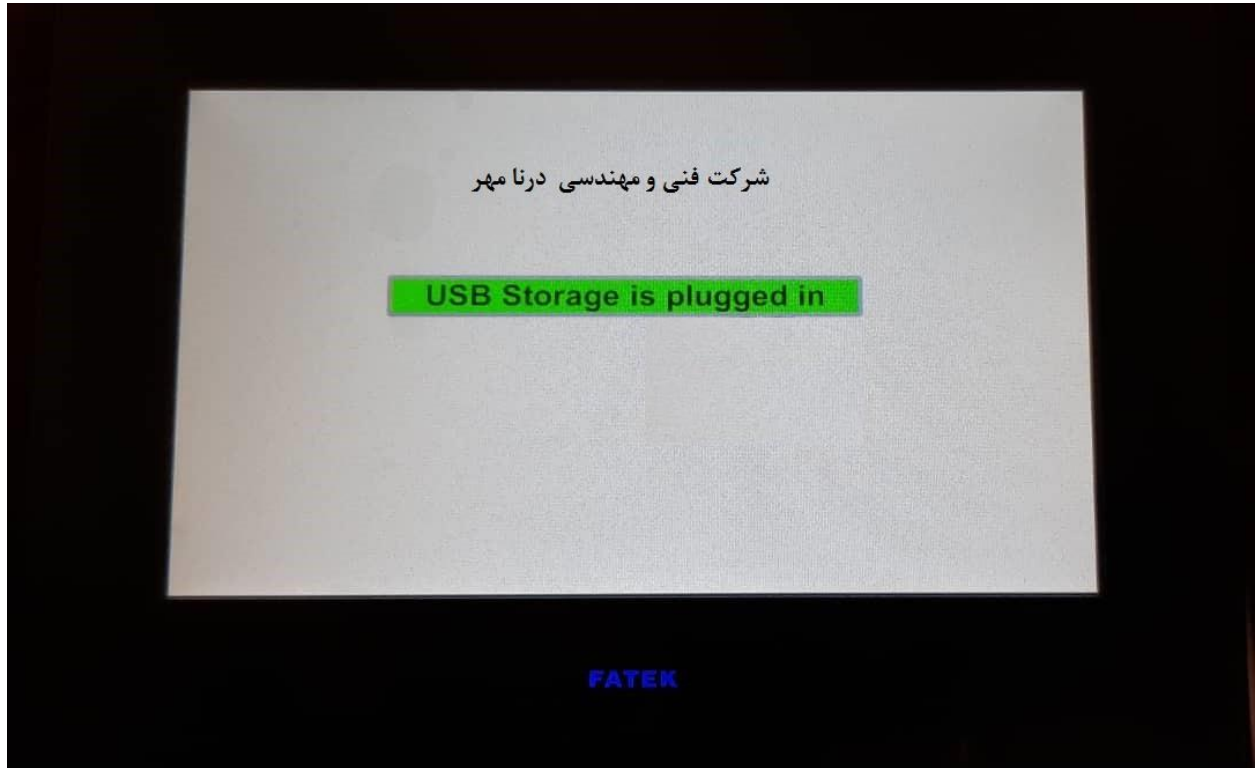 شرکت فنی و مهندسی درنا مهر
USB Storage is plugged in
FATEK